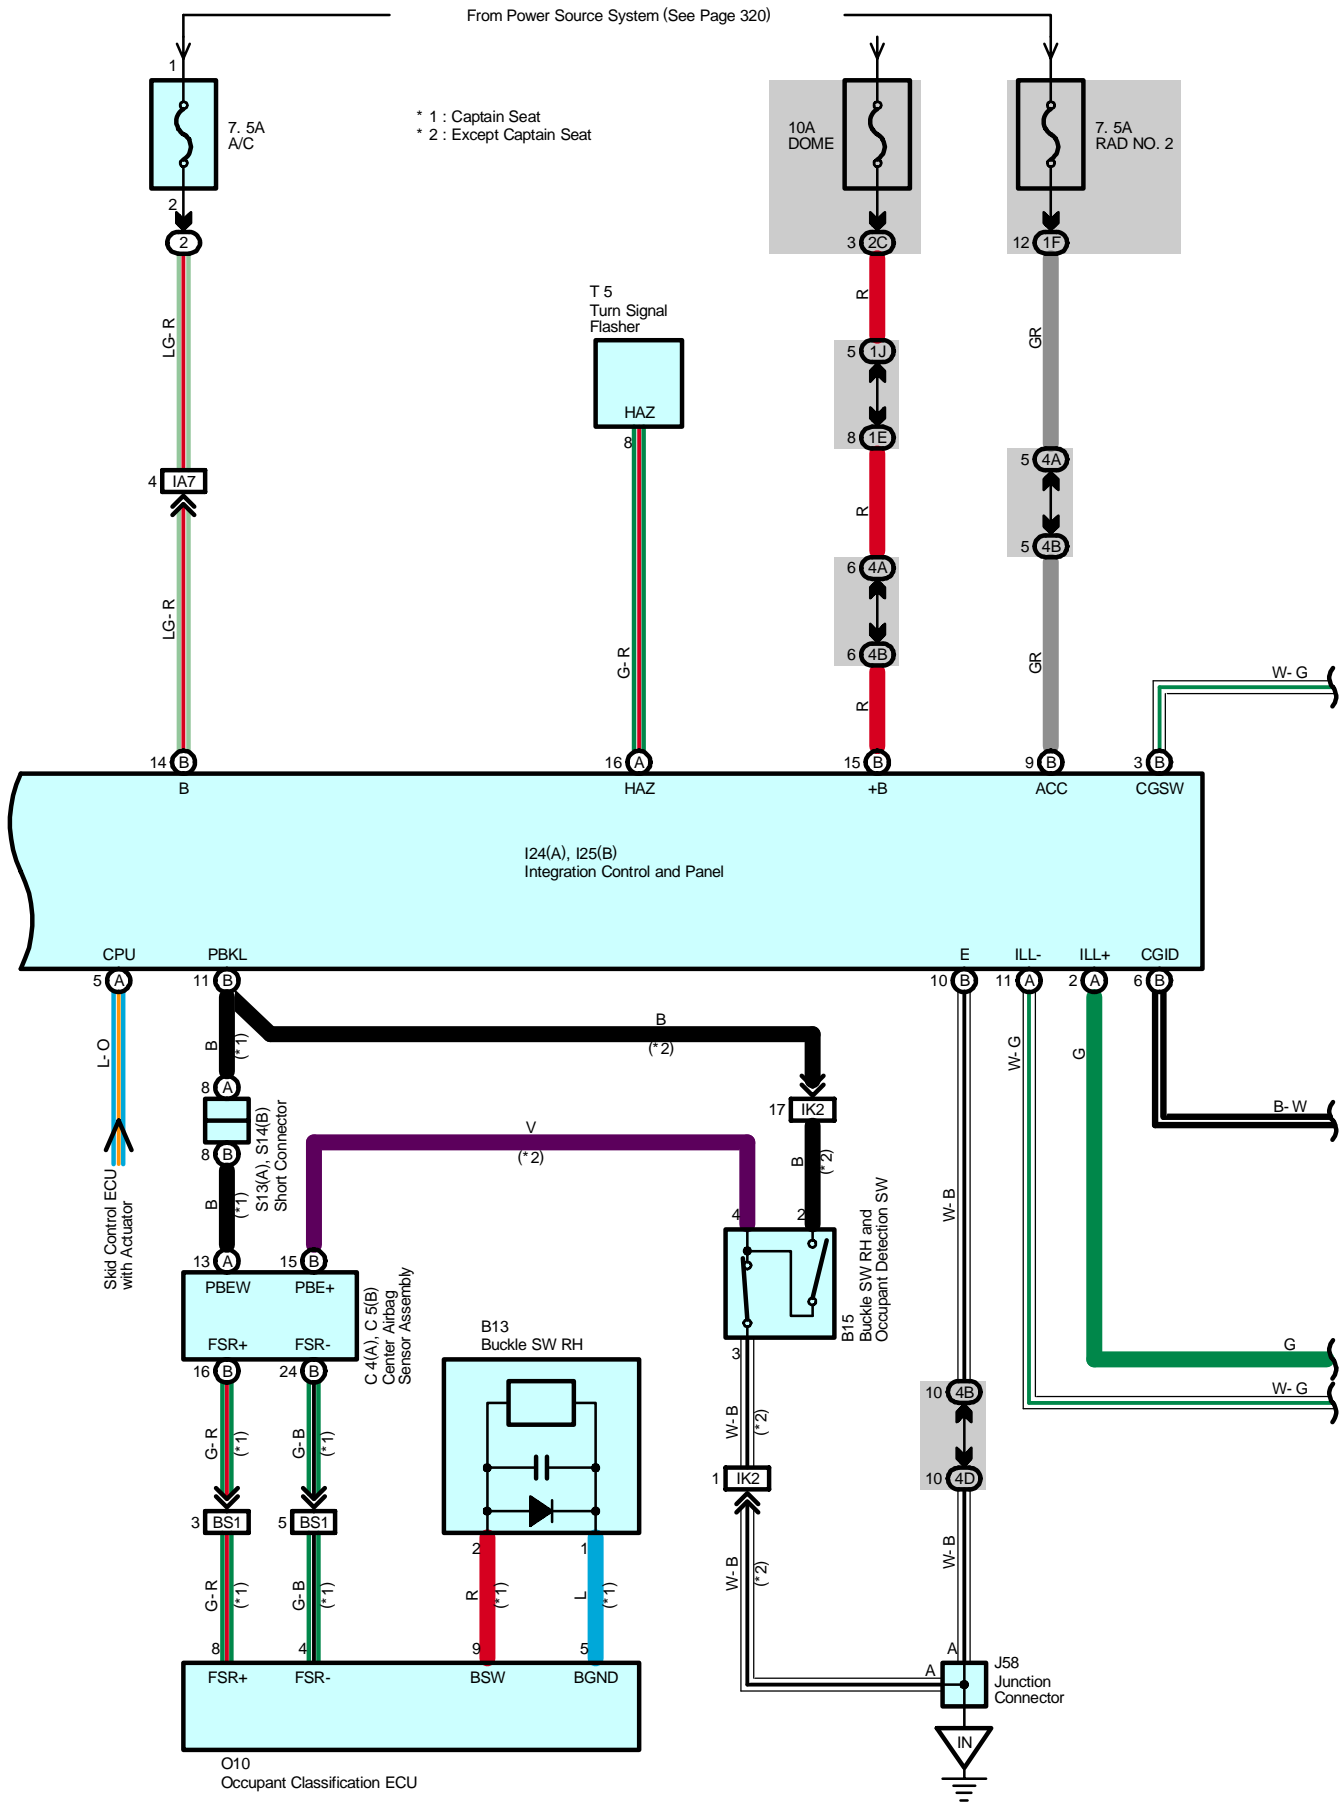 From Power Source System (See Page 320)
1
7. 5A
A/C
2
2
* 1 : Captain Seat
* 2 : Except Captain Seat
10A
DOME
7. 5A
RAD NO. 2
3 2C
12 1F
LG- R
R
GR
T 5
Turn Signal
Flasher
HAZ
8
5 1J
8 1E
4 IA7
5 4A
5 4B
R
6 4A
6 4B
LG- R
G- R
GR
R
W- G
14 B
16 A
15 B
9 B
3 B
B
HAZ
+B
ACC
CGSW
I24(A), I25(B)
Integration Control and Panel
CPU
PBKL
E
ILL-
ILL+
CGID
5 A
11 B
10 B
11 A
2 A
6 B
L- O
B
(* 1)
B
(* 2)
W- G
G
8 A
17 IK2
B- W
S13(A), S14(B)
Short Connector
8 B
V
(* 2)
B
(* 2)
Skid Control ECU
with Actuator
B
(* 1)
W- B
4
2
13 A
15 B
PBEW
PBE+
FSR+
FSR-
C 4(A), C 5(B)
Center Airbag
Sensor Assembly
B15
Buckle SW RH and
Occupant Detection SW
3
16 B
24 B
B13
Buckle SW RH
G
W- G
10 4B
10 4D
G- R
(* 1)
G- B
(* 1)
W- B
(* 2)
1 IK2
3 BS1
5 BS1
2
1
G- R
(* 1)
G- B
(* 1)
R
(* 1)
L
(* 1)
W- B
(* 2)
W- B
8
4
9
5
FSR+
FSR-
BSW
BGND
A
A
J58
Junction
Connector
IN
O10
Occupant Classification ECU